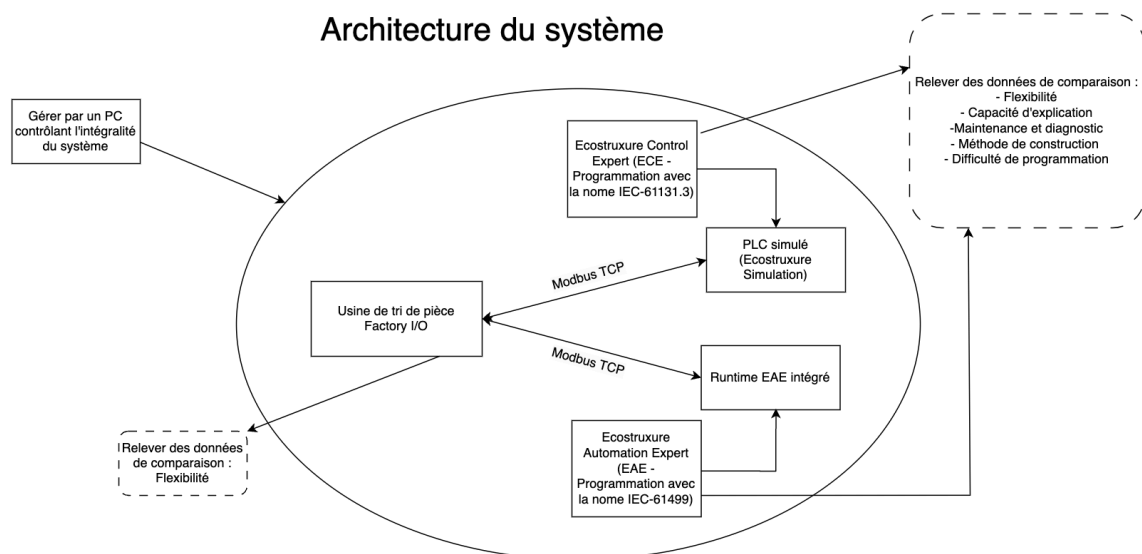 Architecture du système
Gérer par un PC
contrôlant l'intégralité
du système
Ecostruxure Control
Expert (ECE -
Programmation avec
la nome IEC-61131.3)
Relever des données de comparaison :
- Flexibilité
- Capacité d'explication
-Maintenance et diagnostic
- Méthode de construction
- Difficulté de programmation
PLC simulé
(Ecostruxure
Simulation)
Modbus TCP
Usine de tri de pièce
Factory I/O
Modbus TCP
Runtime EAE intégré
Relever des données
de comparaison :
Flexibilité
Ecostruxure
Automation Expert
(EAE -
Programmation avec
la nome IEC-61499)